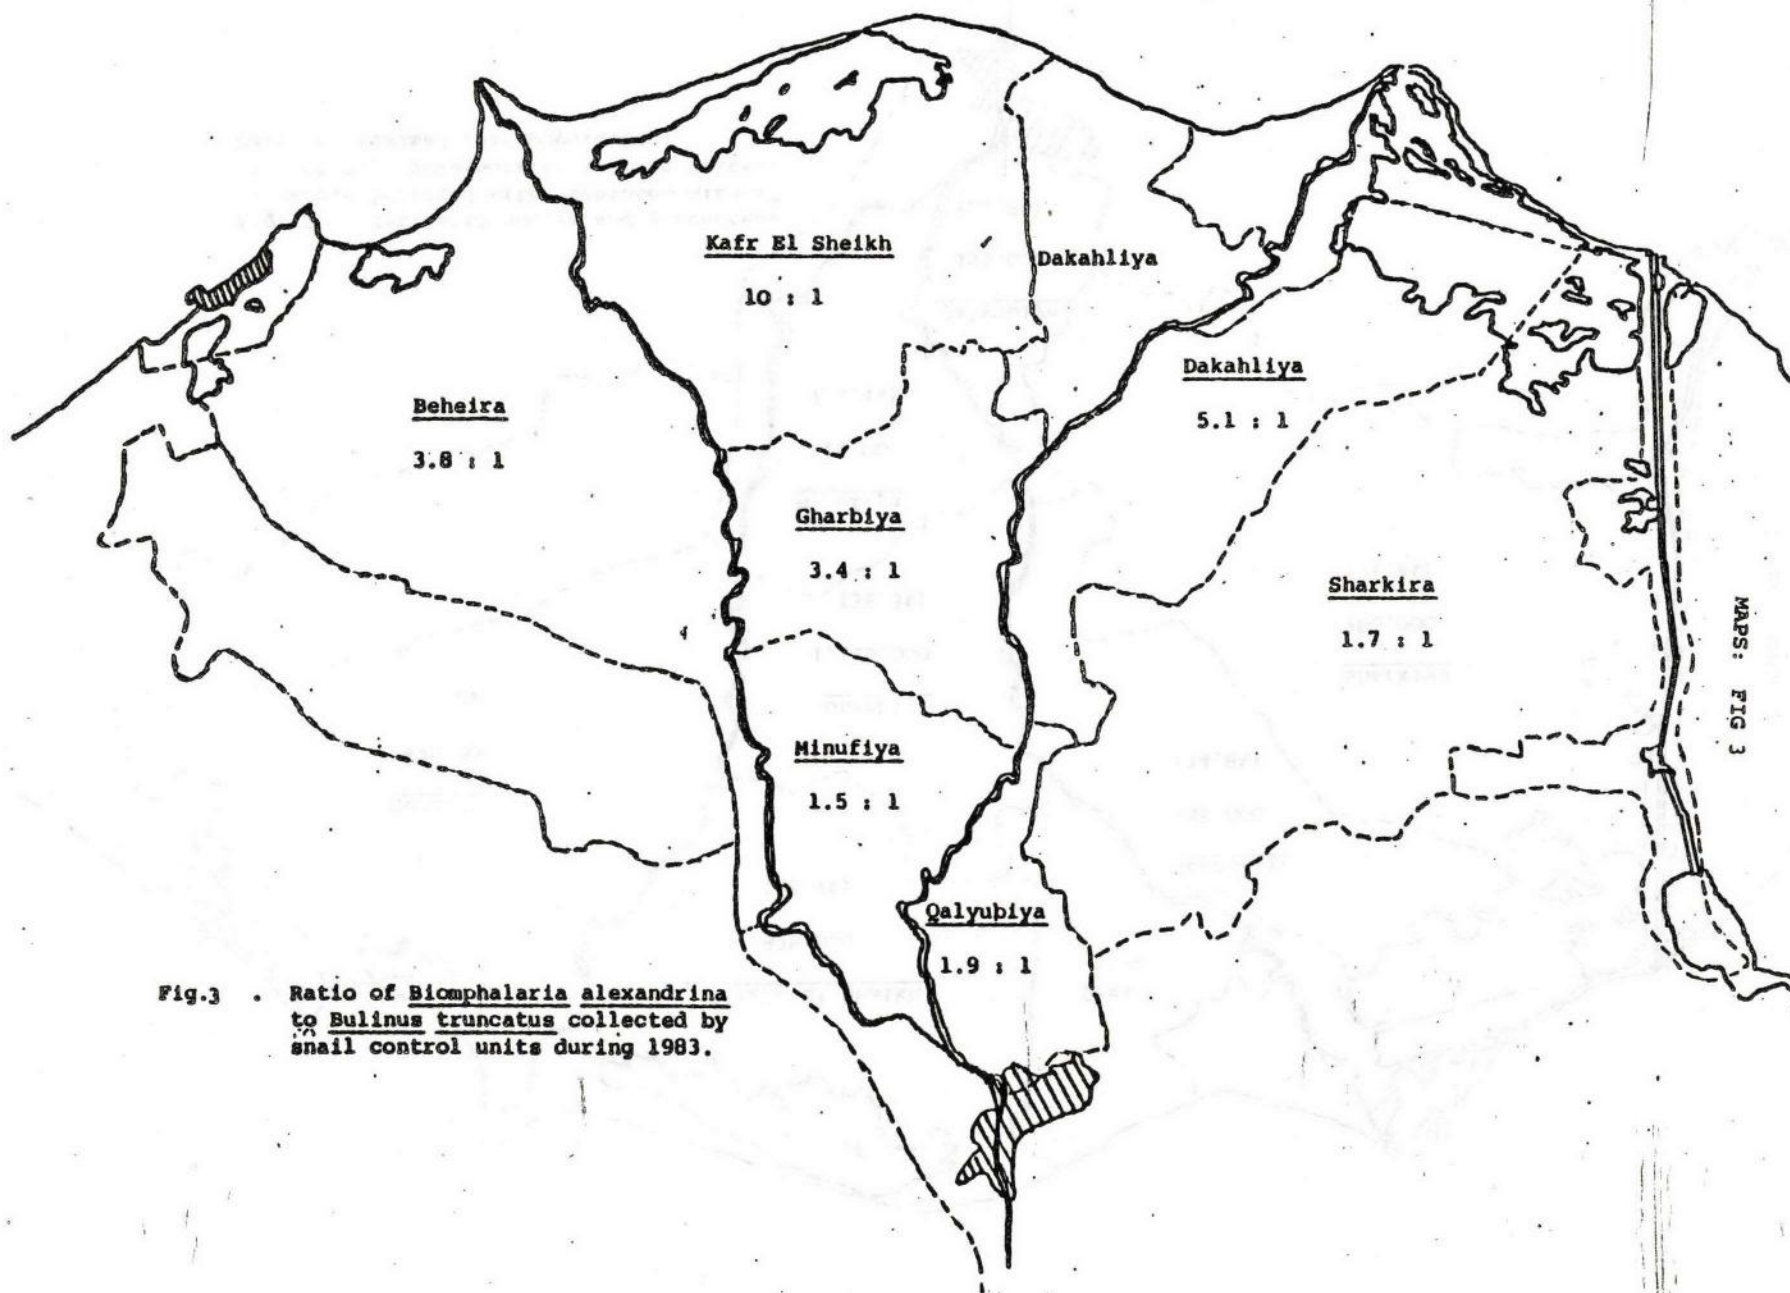 Kafr El Sheikh
10 : 1
Dakahliya
Dakahliya
5.1 : 1
Beheira
3.8 : 1
Gharbiya
3.4 : 1
Sharkira
1.7 : 1
MAPS: FIG 3
Minufiya
1.5 : 1
Qalyubiya
1.9 : 1
Fig.3 . Ratio of Biomphalaria alexandrina
to Bulinus truncatus collected by
snail control units during 1983.